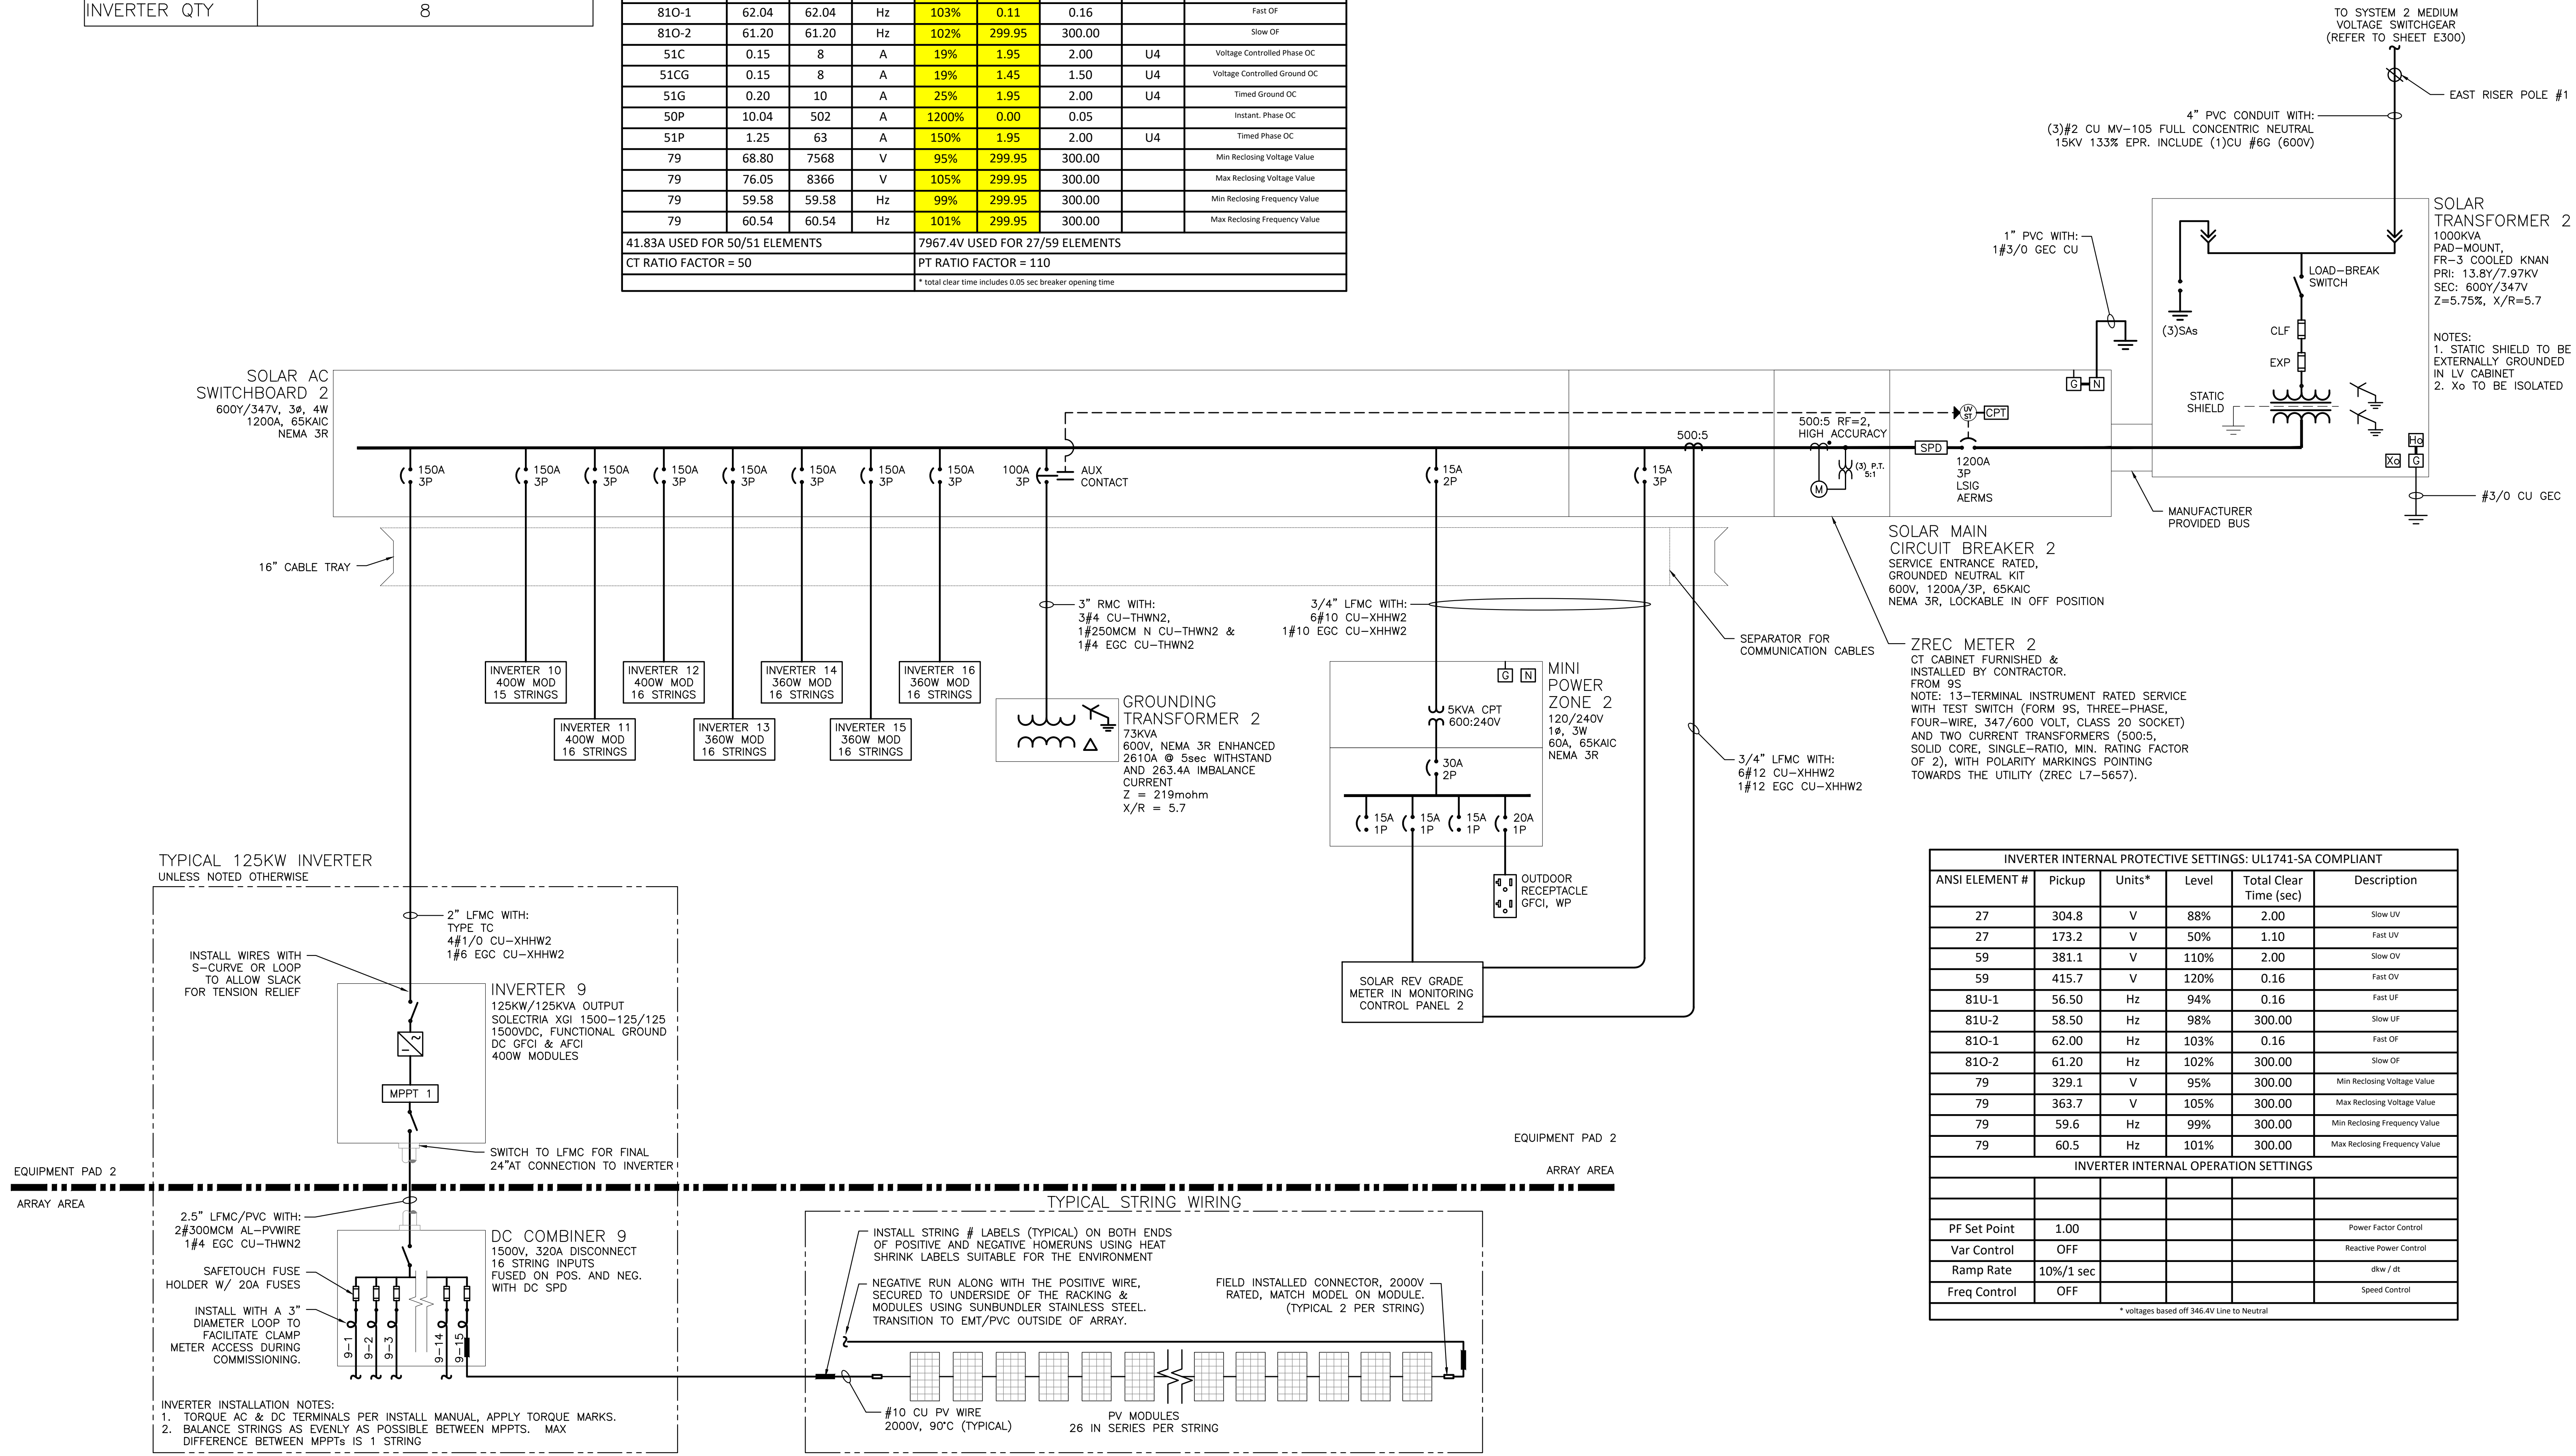 INVERTER QTY 8
81O-1 62.04 62.04 Hz 103% 0.11 0.16 Fast OF
81O-2 61.20 61.20 Hz 102% 299.95 300.00 Slow OF
51C 0.15 8 A 19% 1.95 2.00 U4 Voltage Controlled Phase OC
51CG 0.15 8 A 19% 1.45 1.50 U4 Voltage Controlled Ground OC
51G 0.20 10 A 25% 1.95 2.00 U4 Timed Ground OC
50P 10.04 502 A 1200% 0.00 0.05 Instant. Phase OC
51P 1.25 63 A 150% 1.95 2.00 U4 Timed Phase OC
79 68.80 7568 V 95% 299.95 300.00 Min Reclosing Voltage Value
79 76.05 8366 V 105% 299.95 300.00 Max Reclosing Voltage Value
79 59.58 59.58 Hz 99% 299.95 300.00 Min Reclosing Frequency Value
79 60.54 60.54 Hz 101% 299.95 300.00 Max Reclosing Frequency Value
41.83A USED FOR 50/51 ELEMENTS 7967.4V USED FOR 27/59 ELEMENTS
CT RATIO FACTOR = 50 PT RATIO FACTOR = 110
* total clear time includes 0.05 sec breaker opening time
TO SYSTEM 2 MEDIUM
VOLTAGE SWITCHGEAR
(REFER TO SHEET E300)
EAST RISER POLE #1
4" PVC CONDUIT WITH:
(3)#2 CU MV-105 FULL CONCENTRIC NEUTRAL
15KV 133% EPR. INCLUDE (1)CU #6G (600V)
SOLAR
TRANSFORMER 2
1000KVA
PAD-MOUNT,
FR-3 COOLED KNAN
PRI: 13.8Y/7.97KV
SEC: 600Y/347V
Z=5.75%, X/R=5.7
NOTES:
1. STATIC SHIELD TO BE
EXTERNALLY GROUNDED
IN LV CABINET
2. Xo TO BE ISOLATED
LOAD-BREAK
SWITCH
(3)SAs
CLF
EXP
STATIC
SHIELD
Ho
Xo G
#3/0 CU GEC
1" PVC WITH:
1#3/0 GEC CU
G N
MANUFACTURER
PROVIDED BUS
SOLAR AC
SWITCHBOARD 2
600Y/347V, 3ø, 4W
1200A, 65KAIC
NEMA 3R
150A
3P
150A
3P
150A
3P
150A
3P
150A
3P
150A
3P
150A
3P
150A
3P
100A
3P
AUX
CONTACT
15A
2P
15A
3P
500:5
500:5 RF=2,
HIGH ACCURACY
(3) P.T.
5:1
M
SPD
UV
ST
CPT
1200A
3P
LSIG
AERMS
SOLAR MAIN
CIRCUIT BREAKER 2
SERVICE ENTRANCE RATED,
GROUNDED NEUTRAL KIT
600V, 1200A/3P, 65KAIC
NEMA 3R, LOCKABLE IN OFF POSITION
16" CABLE TRAY
3" RMC WITH:
3#4 CU-THWN2,
1#250MCM N CU-THWN2 &
1#4 EGC CU-THWN2
3/4" LFMC WITH:
6#10 CU-XHHW2
1#10 EGC CU-XHHW2
SEPARATOR FOR
COMMUNICATION CABLES
ZREC METER 2
CT CABINET FURNISHED &
INSTALLED BY CONTRACTOR.
FROM 9S
NOTE: 13-TERMINAL INSTRUMENT RATED SERVICE
WITH TEST SWITCH (FORM 9S, THREE-PHASE,
FOUR-WIRE, 347/600 VOLT, CLASS 20 SOCKET)
AND TWO CURRENT TRANSFORMERS (500:5,
SOLID CORE, SINGLE-RATIO, MIN. RATING FACTOR
OF 2), WITH POLARITY MARKINGS POINTING
TOWARDS THE UTILITY (ZREC L7-5657).
INVERTER 10
400W MOD
15 STRINGS
INVERTER 11
400W MOD
16 STRINGS
INVERTER 12
400W MOD
16 STRINGS
INVERTER 13
360W MOD
16 STRINGS
INVERTER 14
360W MOD
16 STRINGS
INVERTER 15
360W MOD
16 STRINGS
INVERTER 16
360W MOD
16 STRINGS
GROUNDING
TRANSFORMER 2
73KVA
600V, NEMA 3R ENHANCED
2610A @ 5sec WITHSTAND
AND 263.4A IMBALANCE
CURRENT
Z = 219mohm
X/R = 5.7
G N
MINI
POWER
ZONE 2
120/240V
1ø, 3W
60A, 65KAIC
NEMA 3R
5KVA CPT
600:240V
30A
2P
15A
1P
15A
1P
15A
1P
20A
1P
OUTDOOR
RECEPTACLE
GFCI, WP
3/4" LFMC WITH:
6#12 CU-XHHW2
1#12 EGC CU-XHHW2
SOLAR REV GRADE
METER IN MONITORING
CONTROL PANEL 2
TYPICAL 125KW INVERTER
UNLESS NOTED OTHERWISE
2" LFMC WITH:
TYPE TC
4#1/0 CU-XHHW2
1#6 EGC CU-XHHW2
INSTALL WIRES WITH
S-CURVE OR LOOP
TO ALLOW SLACK
FOR TENSION RELIEF
INVERTER 9
125KW/125KVA OUTPUT
SOLECTRIA XGI 1500-125/125
1500VDC, FUNCTIONAL GROUND
DC GFCI & AFCI
400W MODULES
MPPT 1
SWITCH TO LFMC FOR FINAL
24"AT CONNECTION TO INVERTER
EQUIPMENT PAD 2
ARRAY AREA
EQUIPMENT PAD 2
ARRAY AREA
2.5" LFMC/PVC WITH:
2#300MCM AL-PVWIRE
1#4 EGC CU-THWN2
SAFETOUCH FUSE
HOLDER W/ 20A FUSES
INSTALL WITH A 3"
DIAMETER LOOP TO
FACILITATE CLAMP
METER ACCESS DURING
COMMISSIONING.
DC COMBINER 9
1500V, 320A DISCONNECT
16 STRING INPUTS
FUSED ON POS. AND NEG.
WITH DC SPD
9-1
9-2
9-3
9-14
9-15
INVERTER INSTALLATION NOTES:
1. TORQUE AC & DC TERMINALS PER INSTALL MANUAL, APPLY TORQUE MARKS.
2. BALANCE STRINGS AS EVENLY AS POSSIBLE BETWEEN MPPTS. MAX
DIFFERENCE BETWEEN MPPTs IS 1 STRING
TYPICAL STRING WIRING
INSTALL STRING # LABELS (TYPICAL) ON BOTH ENDS
OF POSITIVE AND NEGATIVE HOMERUNS USING HEAT
SHRINK LABELS SUITABLE FOR THE ENVIRONMENT
NEGATIVE RUN ALONG WITH THE POSITIVE WIRE,
SECURED TO UNDERSIDE OF THE RACKING &
MODULES USING SUNBUNDLER STAINLESS STEEL.
TRANSITION TO EMT/PVC OUTSIDE OF ARRAY.
FIELD INSTALLED CONNECTOR, 2000V
RATED, MATCH MODEL ON MODULE.
(TYPICAL 2 PER STRING)
#10 CU PV WIRE
2000V, 90°C (TYPICAL)
PV MODULES
26 IN SERIES PER STRING
INVERTER INTERNAL PROTECTIVE SETTINGS: UL1741-SA COMPLIANT
ANSI ELEMENT # Pickup Units* Level Total Clear Time (sec) Description
27 304.8 V 88% 2.00 Slow UV
27 173.2 V 50% 1.10 Fast UV
59 381.1 V 110% 2.00 Slow OV
59 415.7 V 120% 0.16 Fast OV
81U-1 56.50 Hz 94% 0.16 Fast UF
81U-2 58.50 Hz 98% 300.00 Slow UF
81O-1 62.00 Hz 103% 0.16 Fast OF
81O-2 61.20 Hz 102% 300.00 Slow OF
79 329.1 V 95% 300.00 Min Reclosing Voltage Value
79 363.7 V 105% 300.00 Max Reclosing Voltage Value
79 59.6 Hz 99% 300.00 Min Reclosing Frequency Value
79 60.5 Hz 101% 300.00 Max Reclosing Frequency Value
INVERTER INTERNAL OPERATION SETTINGS
PF Set Point 1.00 Power Factor Control
Var Control OFF Reactive Power Control
Ramp Rate 10%/1 sec dkw / dt
Freq Control OFF Speed Control
* voltages based off 346.4V Line to Neutral